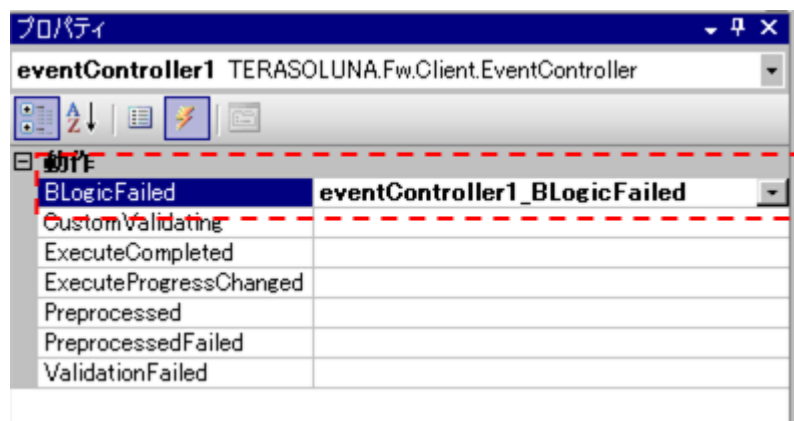 プロパティ
eventController1 TERASOLUNA.Fw.Client.EventController
動作
BLogicFailed eventController1_BLogicFailed
CustomValidating
ExecuteCompleted
ExecuteProgressChanged
Preprocessed
PreprocessedFailed
ValidationFailed